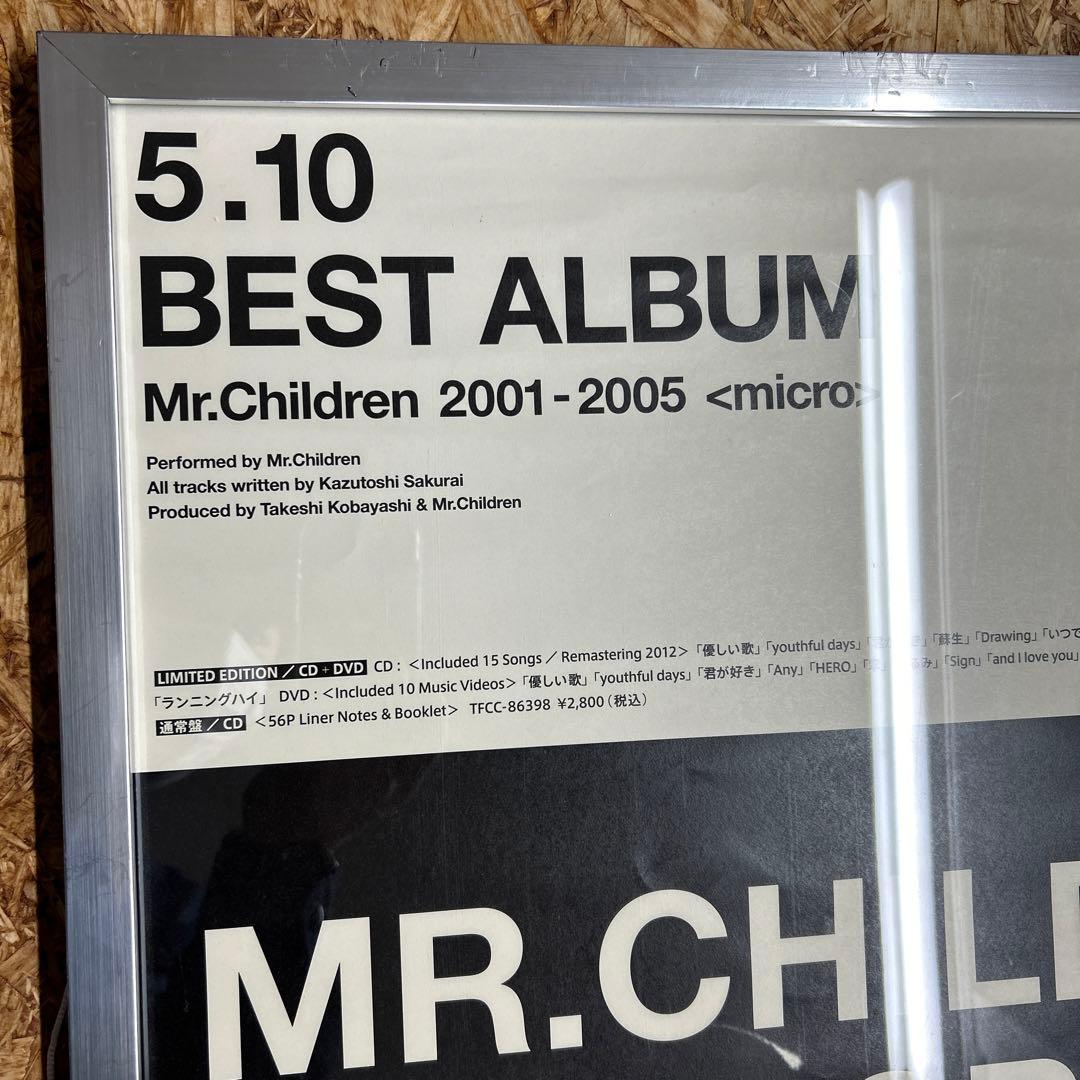 5.10
BEST ALBUM
Mr.Children 2001-2005 <micro>
Performed by Mr.Children
All tracks written by Kazutoshi Sakurai
Produced by Takeshi Kobayashi & Mr.Children
LIMITED EDITION／CD+DVD CD：＜Included 15 Songs／Remastering 2012＞「優しい歌」「youthful days」「蘇生」「Drawing」「いつで
「ランニングハイ」 DVD：＜Included 10 Music Videos＞「優しい歌」「youthful days」「君が好き」「Any」「HERO」「Sign」「and I love you」
通常盤／CD ＜56P Liner Notes & Booklet＞ TFCC-86398 ¥2,800（税込）
MR.CHIL